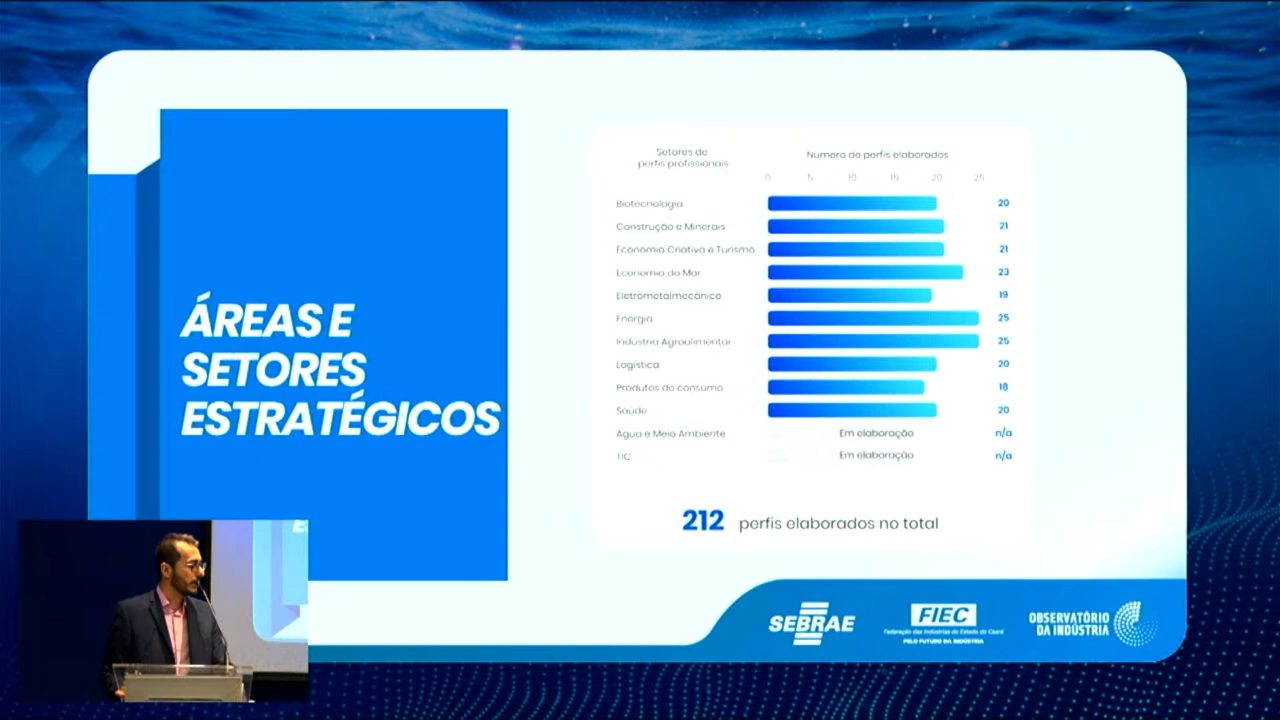 ÁREAS E
SETORES
ESTRATÉGICOS
Setores de
perfis profissionais
Numero de perfis elaborados
0 5 10 15 20 25
Biotecnologia 20
Construção e Minerais 21
Economia Criativa e Turismo 21
Economia do Mar 23
Eletrometalmecânica 19
Energia 25
Indústria Agroalimentar 25
Logística 20
Produtos de consumo 18
Saúde 20
Água e Meio Ambiente Em elaboração n/a
TIC Em elaboração n/a
212 perfis elaborados no total
SEBRAE
FIEC
Federação das Indústrias do Estado do Ceará
PELO FUTURO DA INDÚSTRIA
OBSERVATÓRIO
DA INDÚSTRIA